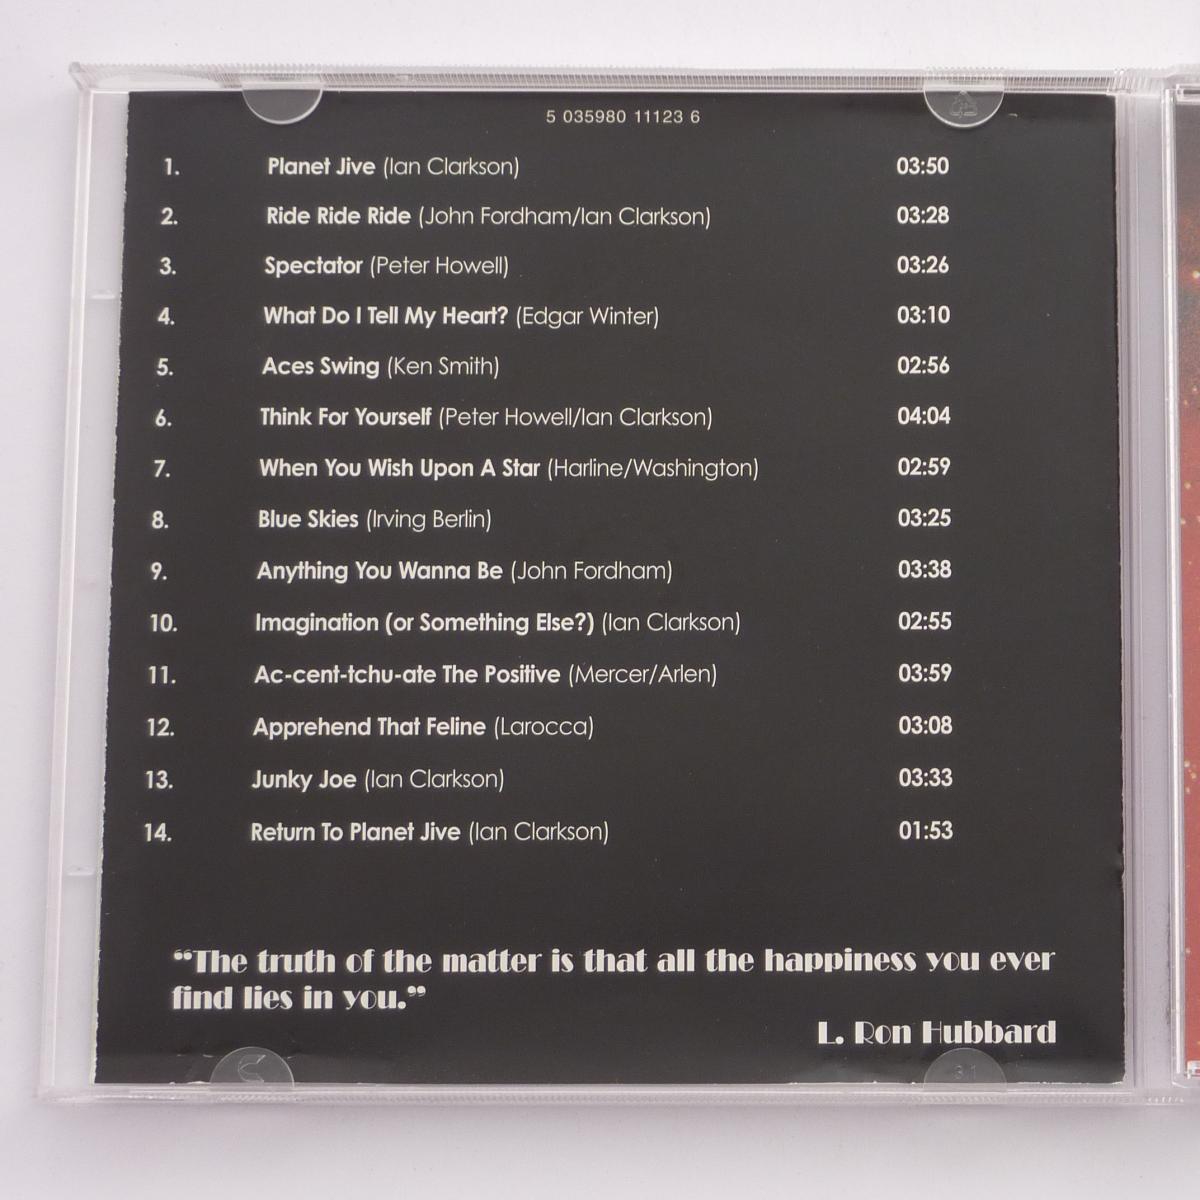 5 035980 11123 6
1. Planet Jive (Ian Clarkson) 03:50
2. Ride Ride Ride (John Fordham/Ian Clarkson) 03:28
3. Spectator (Peter Howell) 03:26
4. What Do I Tell My Heart? (Edgar Winter) 03:10
5. Aces Swing (Ken Smith) 02:56
6. Think For Yourself (Peter Howell/Ian Clarkson) 04:04
7. When You Wish Upon A Star (Harline/Washington) 02:59
8. Blue Skies (Irving Berlin) 03:25
9. Anything You Wanna Be (John Fordham) 03:38
10. Imagination (or Something Else?) (Ian Clarkson) 02:55
11. Ac-cent-tchu-ate The Positive (Mercer/Arlen) 03:59
12. Apprehend That Feline (Larocca) 03:08
13. Junky Joe (Ian Clarkson) 03:33
14. Return To Planet Jive (Ian Clarkson) 01:53
“The truth of the matter is that all the happiness you ever
find lies in you.”
L. Ron Hubbard